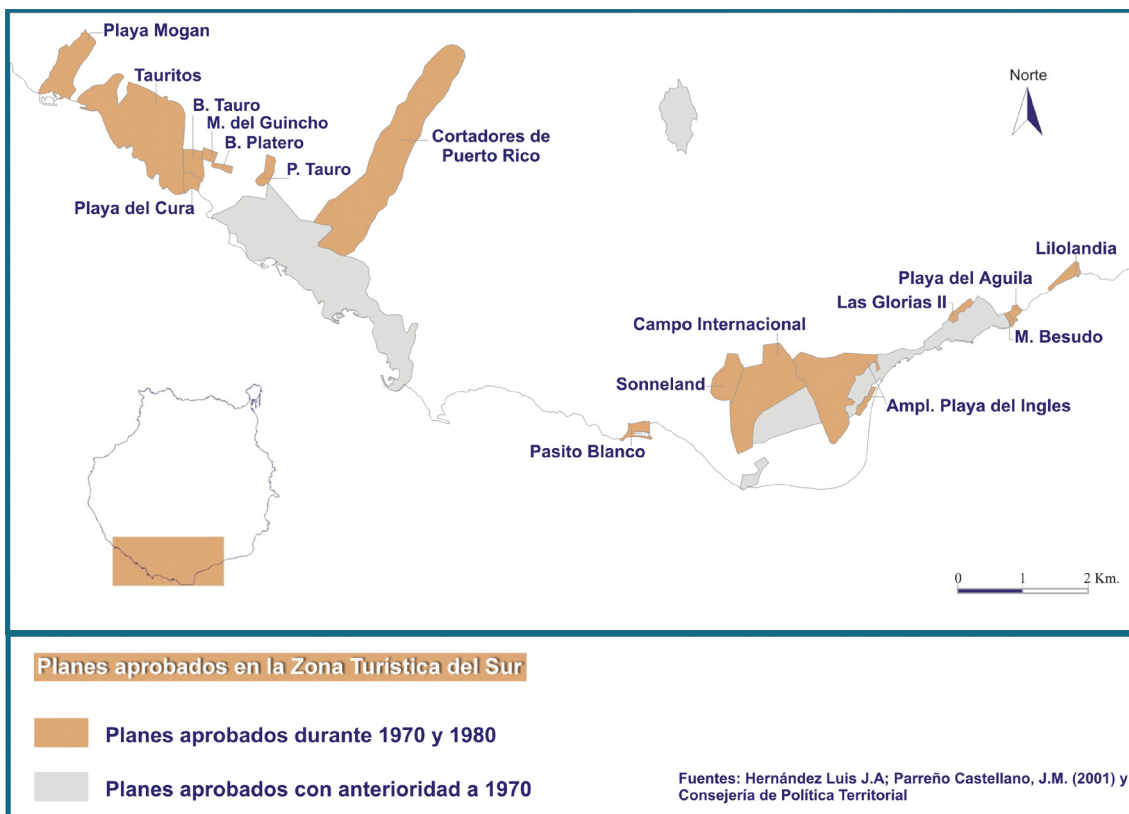 Playa Mogan
Tauritos
B. Tauro
M. del Guincho
B. Platero
P. Tauro
Cortadores de
Puerto Rico
Playa del Cura
Norte
Lilolandia
Playa del Aguila
Las Glorias II
M. Besudo
Campo Internacional
Sonneland
Ampl. Playa del Ingles
Pasito Blanco
0 1 2 Km.
Planes aprobados en la Zona Turística del Sur
Planes aprobados durante 1970 y 1980
Planes aprobados con anterioridad a 1970
Fuentes: Hernández Luis J.A; Parreño Castellano, J.M. (2001) y
Consejería de Política Territorial